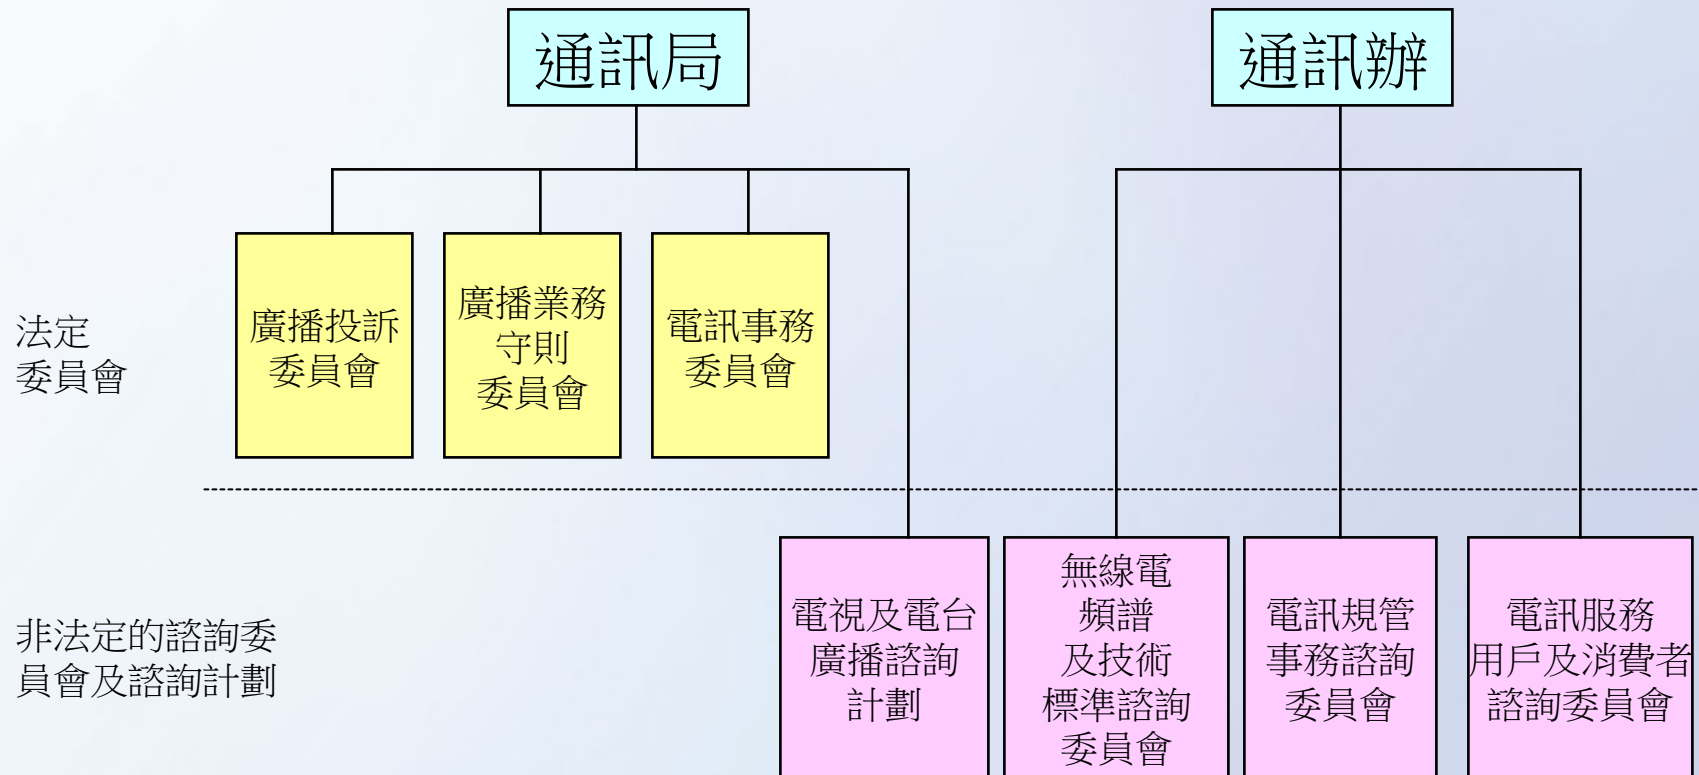 通訊局
通訊辦
法定
委員會
廣播投訴
委員會
廣播業務
守則
委員會
電訊事務
委員會
非法定的諮詢委
員會及諮詢計劃
電視及電台
廣播諮詢
計劃
無線電
頻譜
及技術
標準諮詢
委員會
電訊規管
事務諮詢
委員會
電訊服務
用戶及消費者
諮詢委員會